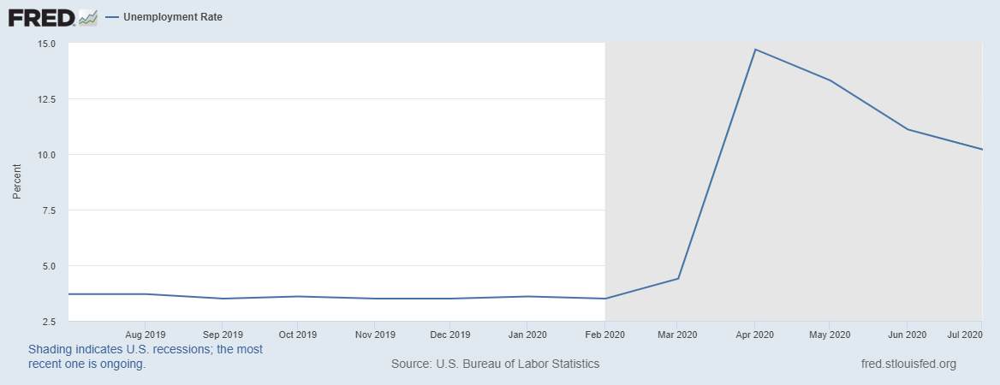 FRED
Unemployment Rate
15.0
12.5
10.0
7.5
5.0
2.5
Percent
Aug 2019 Sep 2019 Oct 2019 Nov 2019 Dec 2019 Jan 2020 Feb 2020 Mar 2020 Apr 2020 May 2020 Jun 2020 Jul 2020
Shading indicates U.S. recessions; the most
recent one is ongoing.
Source: U.S. Bureau of Labor Statistics
fred.stlouisfed.org